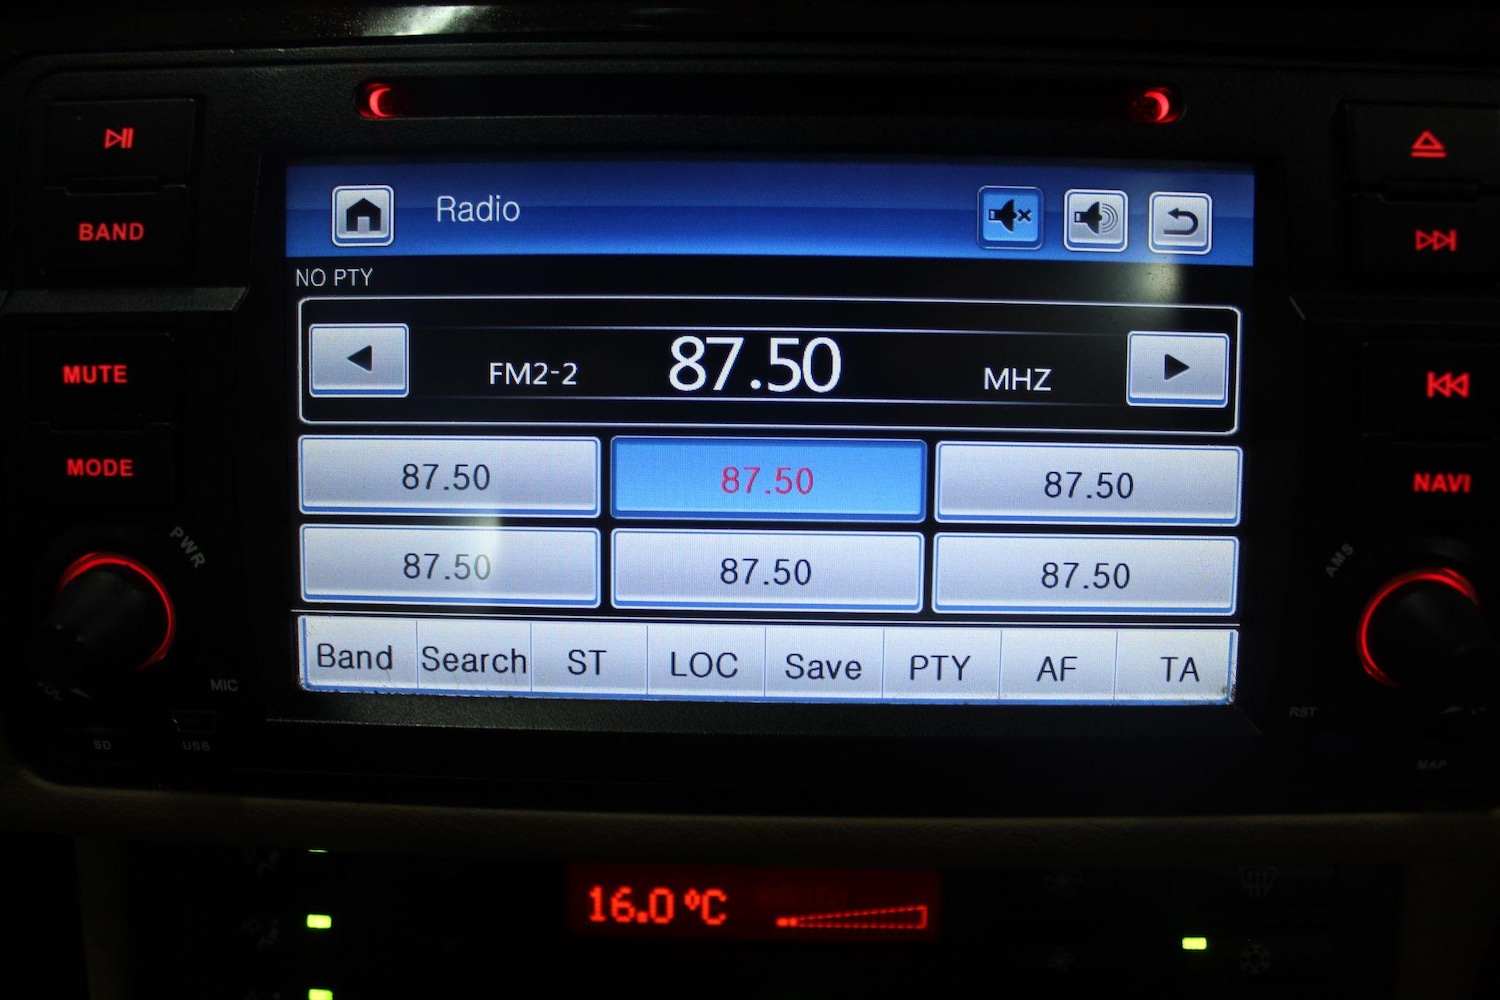 Radio
BAND
NO PTY
FM2-2 87.50 MHZ
MUTE
87.50 87.50 87.50
MODE
NAVI
87.50 87.50 87.50
PWR
AMS
Band Search ST LOC Save PTY AF TA
VOL
MIC
RST
SD USB
MAP
16.0 °C